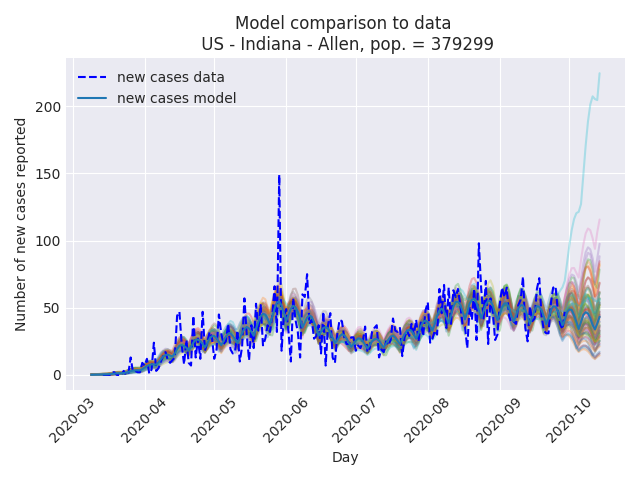 Model comparison to data
US - Indiana - Allen, pop. = 379299
new cases data
new cases model
Number of new cases reported
200
150
100
50
0
2020-03
2020-04
2020-05
2020-06
2020-07
2020-08
2020-09
2020-10
Day